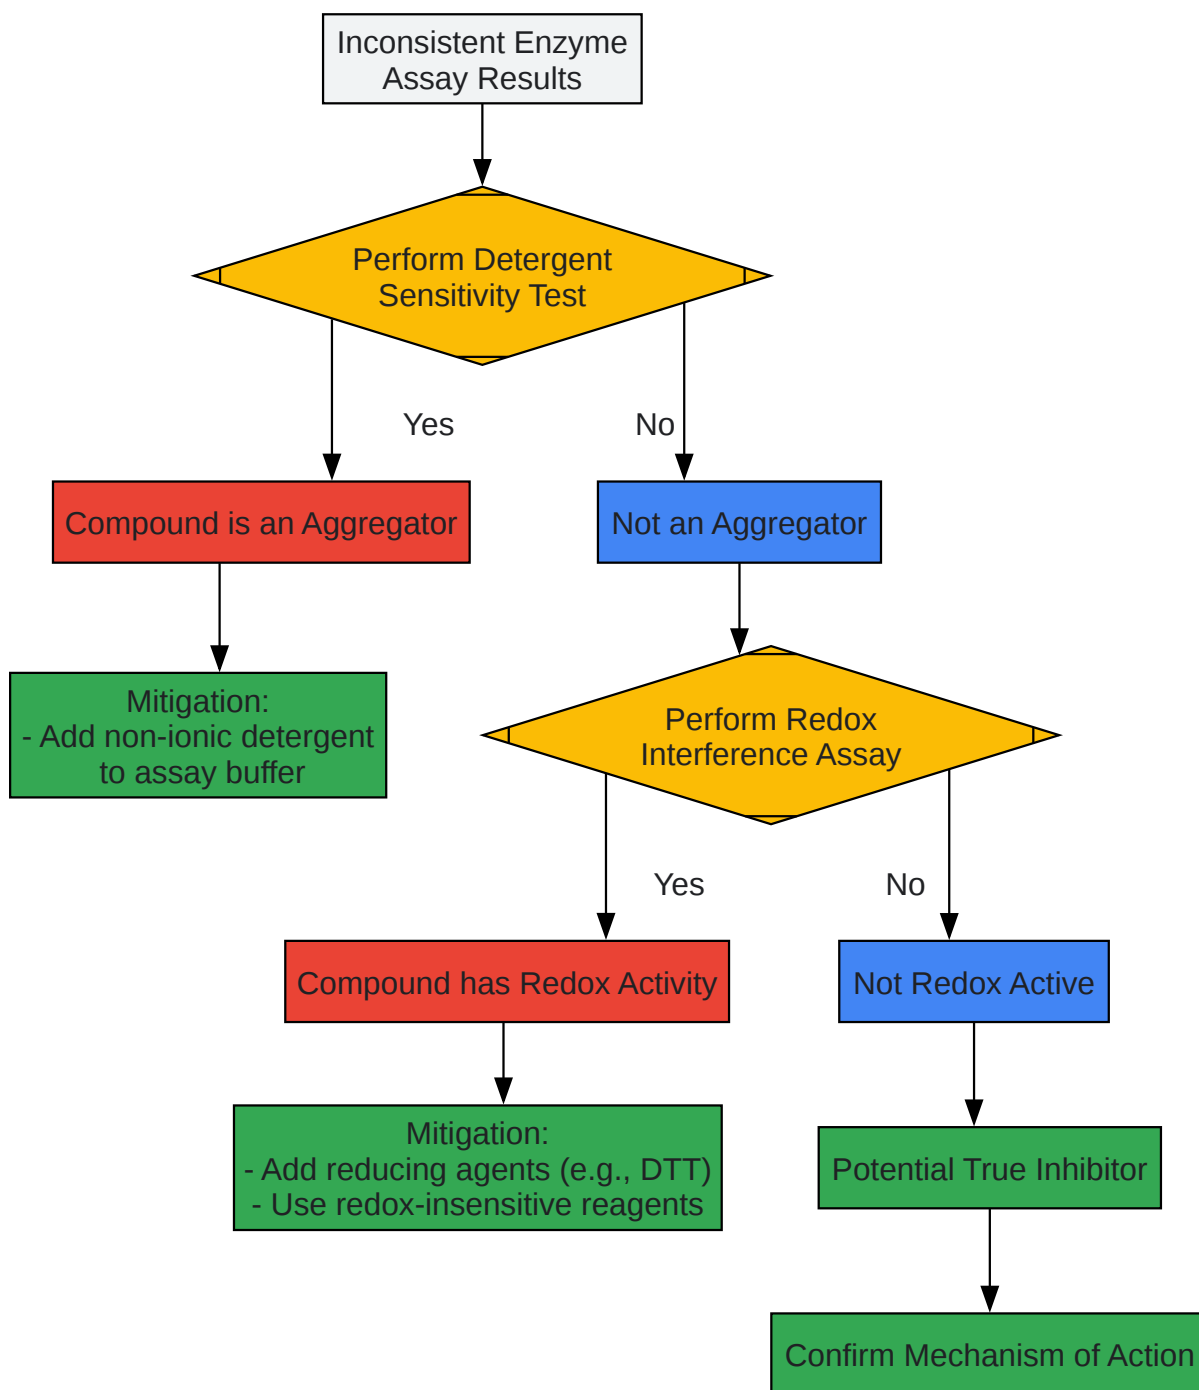 Inconsistent Enzyme
Assay Results
Perform Detergent
Sensitivity Test
Yes
No
Compound is an Aggregator
Not an Aggregator
Mitigation:
- Add non-ionic detergent
to assay buffer
Perform Redox
Interference Assay
Yes
No
Compound has Redox Activity
Not Redox Active
Mitigation:
- Add reducing agents (e.g., DTT)
- Use redox-insensitive reagents
Potential True Inhibitor
Confirm Mechanism of Action